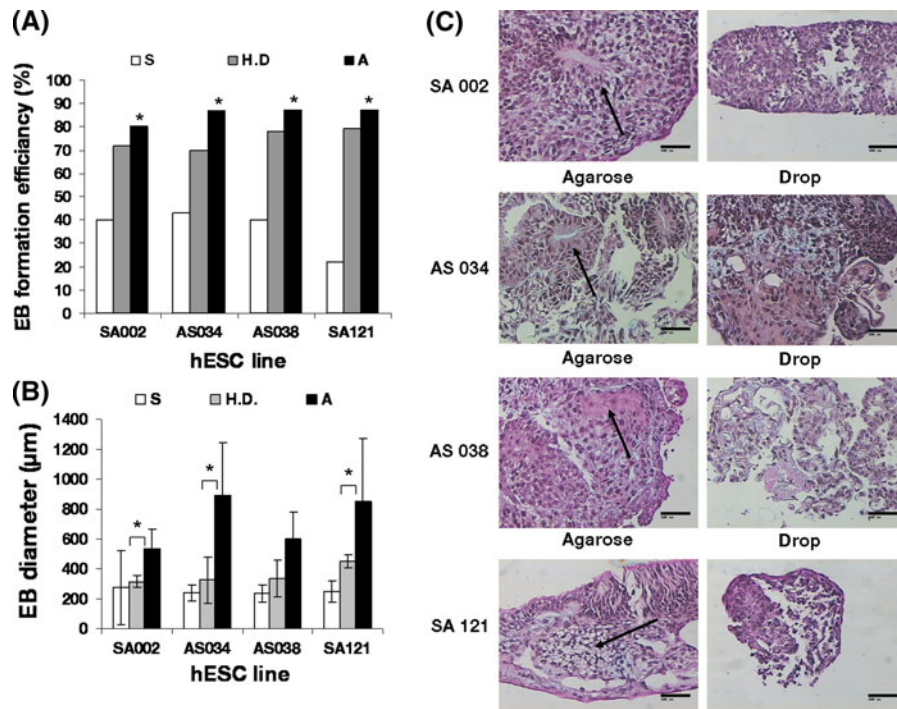 (A)
S H.D A
EB formation efficiancy (%)
100
90
80
70
60
50
40
30
20
10
0
* * * *
SA002 AS034 AS038 SA121
hESC line
(B)
S H.D. A
EB diameter (µm)
1400
1200
1000
800
600
400
200
0
* * *
SA002 AS034 AS038 SA121
hESC line
(C)
SA 002
Agarose Drop
AS 034
Agarose Drop
AS 038
Agarose Drop
SA 121